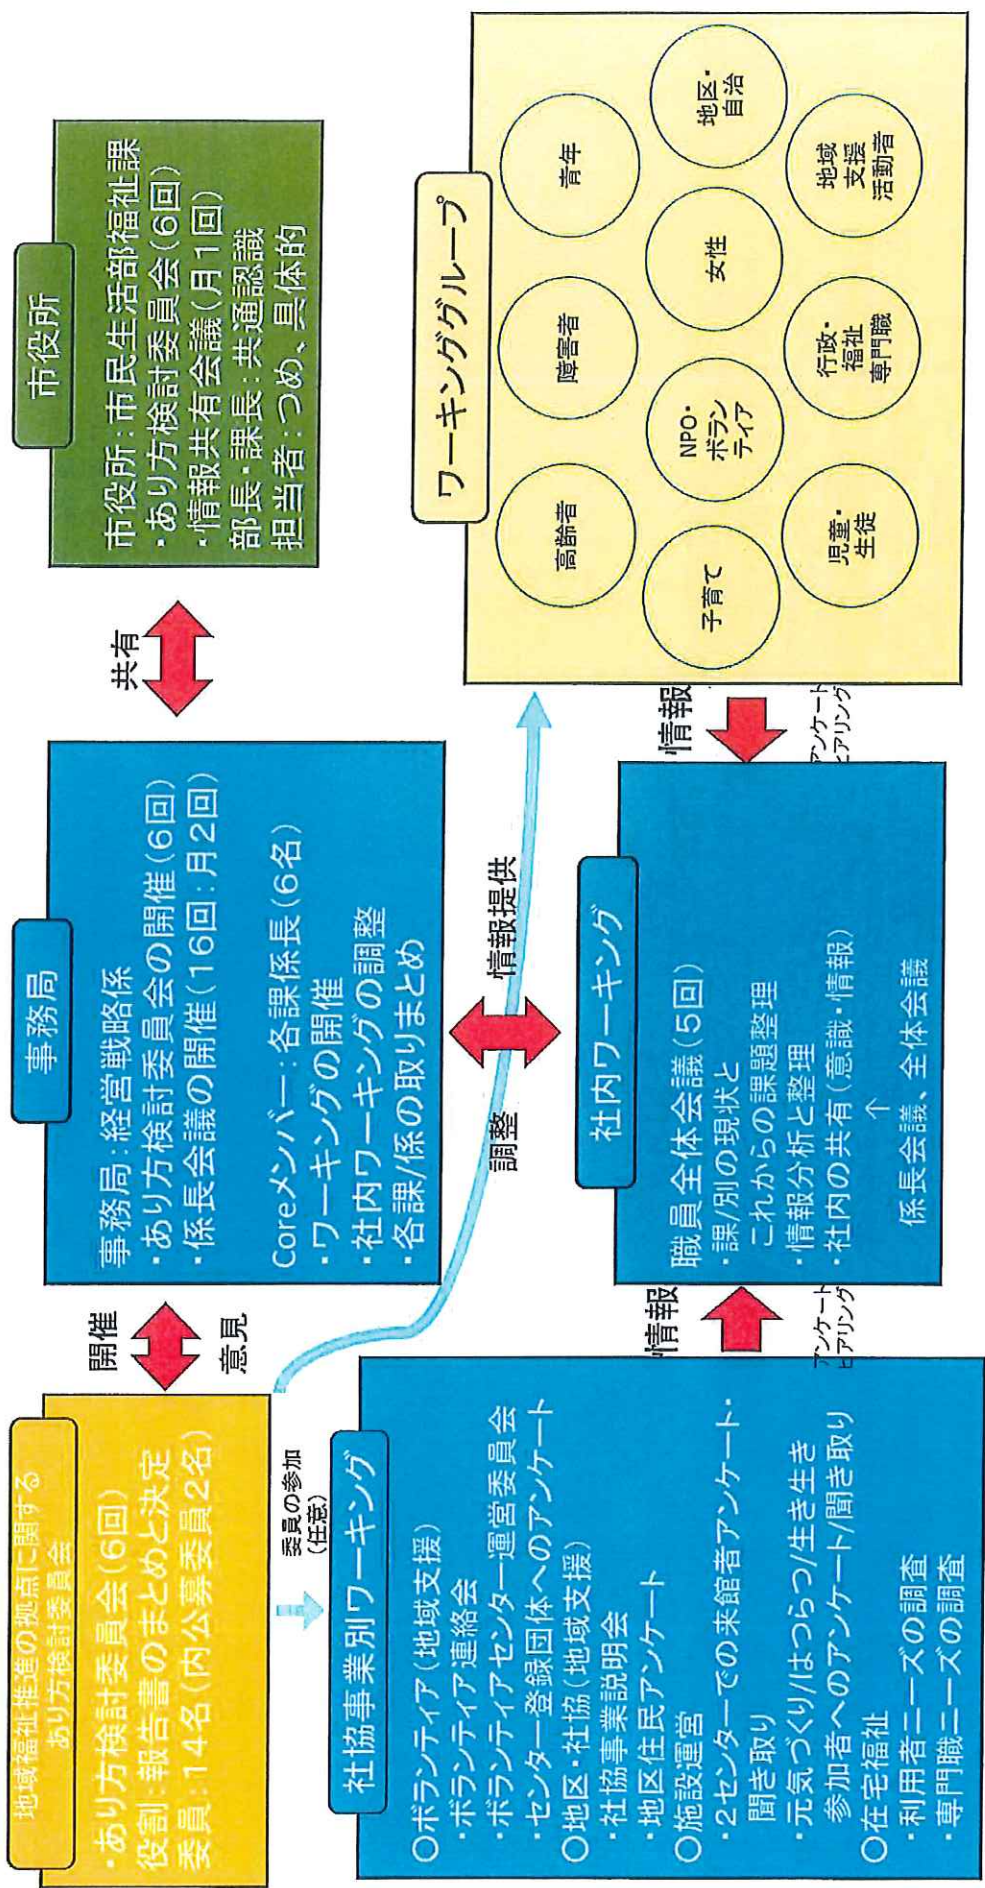 地域福祉推進の拠点に関する
あり方検討委員会
・あり方検討委員会(6回)
役割:報告書のまとめと決定
委員:14名(内公募委員2名)
開催
意見
事務局
事務局:経営戦略係
・あり方検討委員会の開催(6回)
・係長会議の開催(16回:月2回)
Coreメンバー:各課係長(6名)
・ワーキングの開催
・社内ワーキングの調整
・各課/係の取りまとめ
共有
市役所
市役所:市民生活部福祉課
・あり方検討委員会(6回)
・情報共有会議(月1回)
部長・課長:共通認識
担当者:つめ、具体的
委員の参加
(任意)
調整
情報提供
社協事業別ワーキング
○ボランティア(地域支援)
・ボランティア連絡会
・ボランティアセンター運営委員会
・センター登録団体へのアンケート
○地区・社協(地域支援)
・社協事業説明会
・地区住民アンケート
○施設運営
・2センターでの来館者アンケート・
聞き取り
・元気づくり/はつらつ/生き生き
参加者へのアンケート/聞き取り
○在宅福祉
・利用者ニーズの調査
・専門職ニーズの調査
情報
アンケート
ヒアリング
社内ワーキング
職員全体会議(5回)
・課/別の現状と
これからの課題整理
・情報分析と整理
・社内の共有(意識・情報)
↑
係長会議、全体会議
情報
アンケート
ヒアリング
ワーキンググループ
高齢者
障害者
青年
子育て
NPO・
ボラン
ティア
女性
地区・
自治
児童・
生徒
行政・
福祉
専門職
地域
支援
活動者